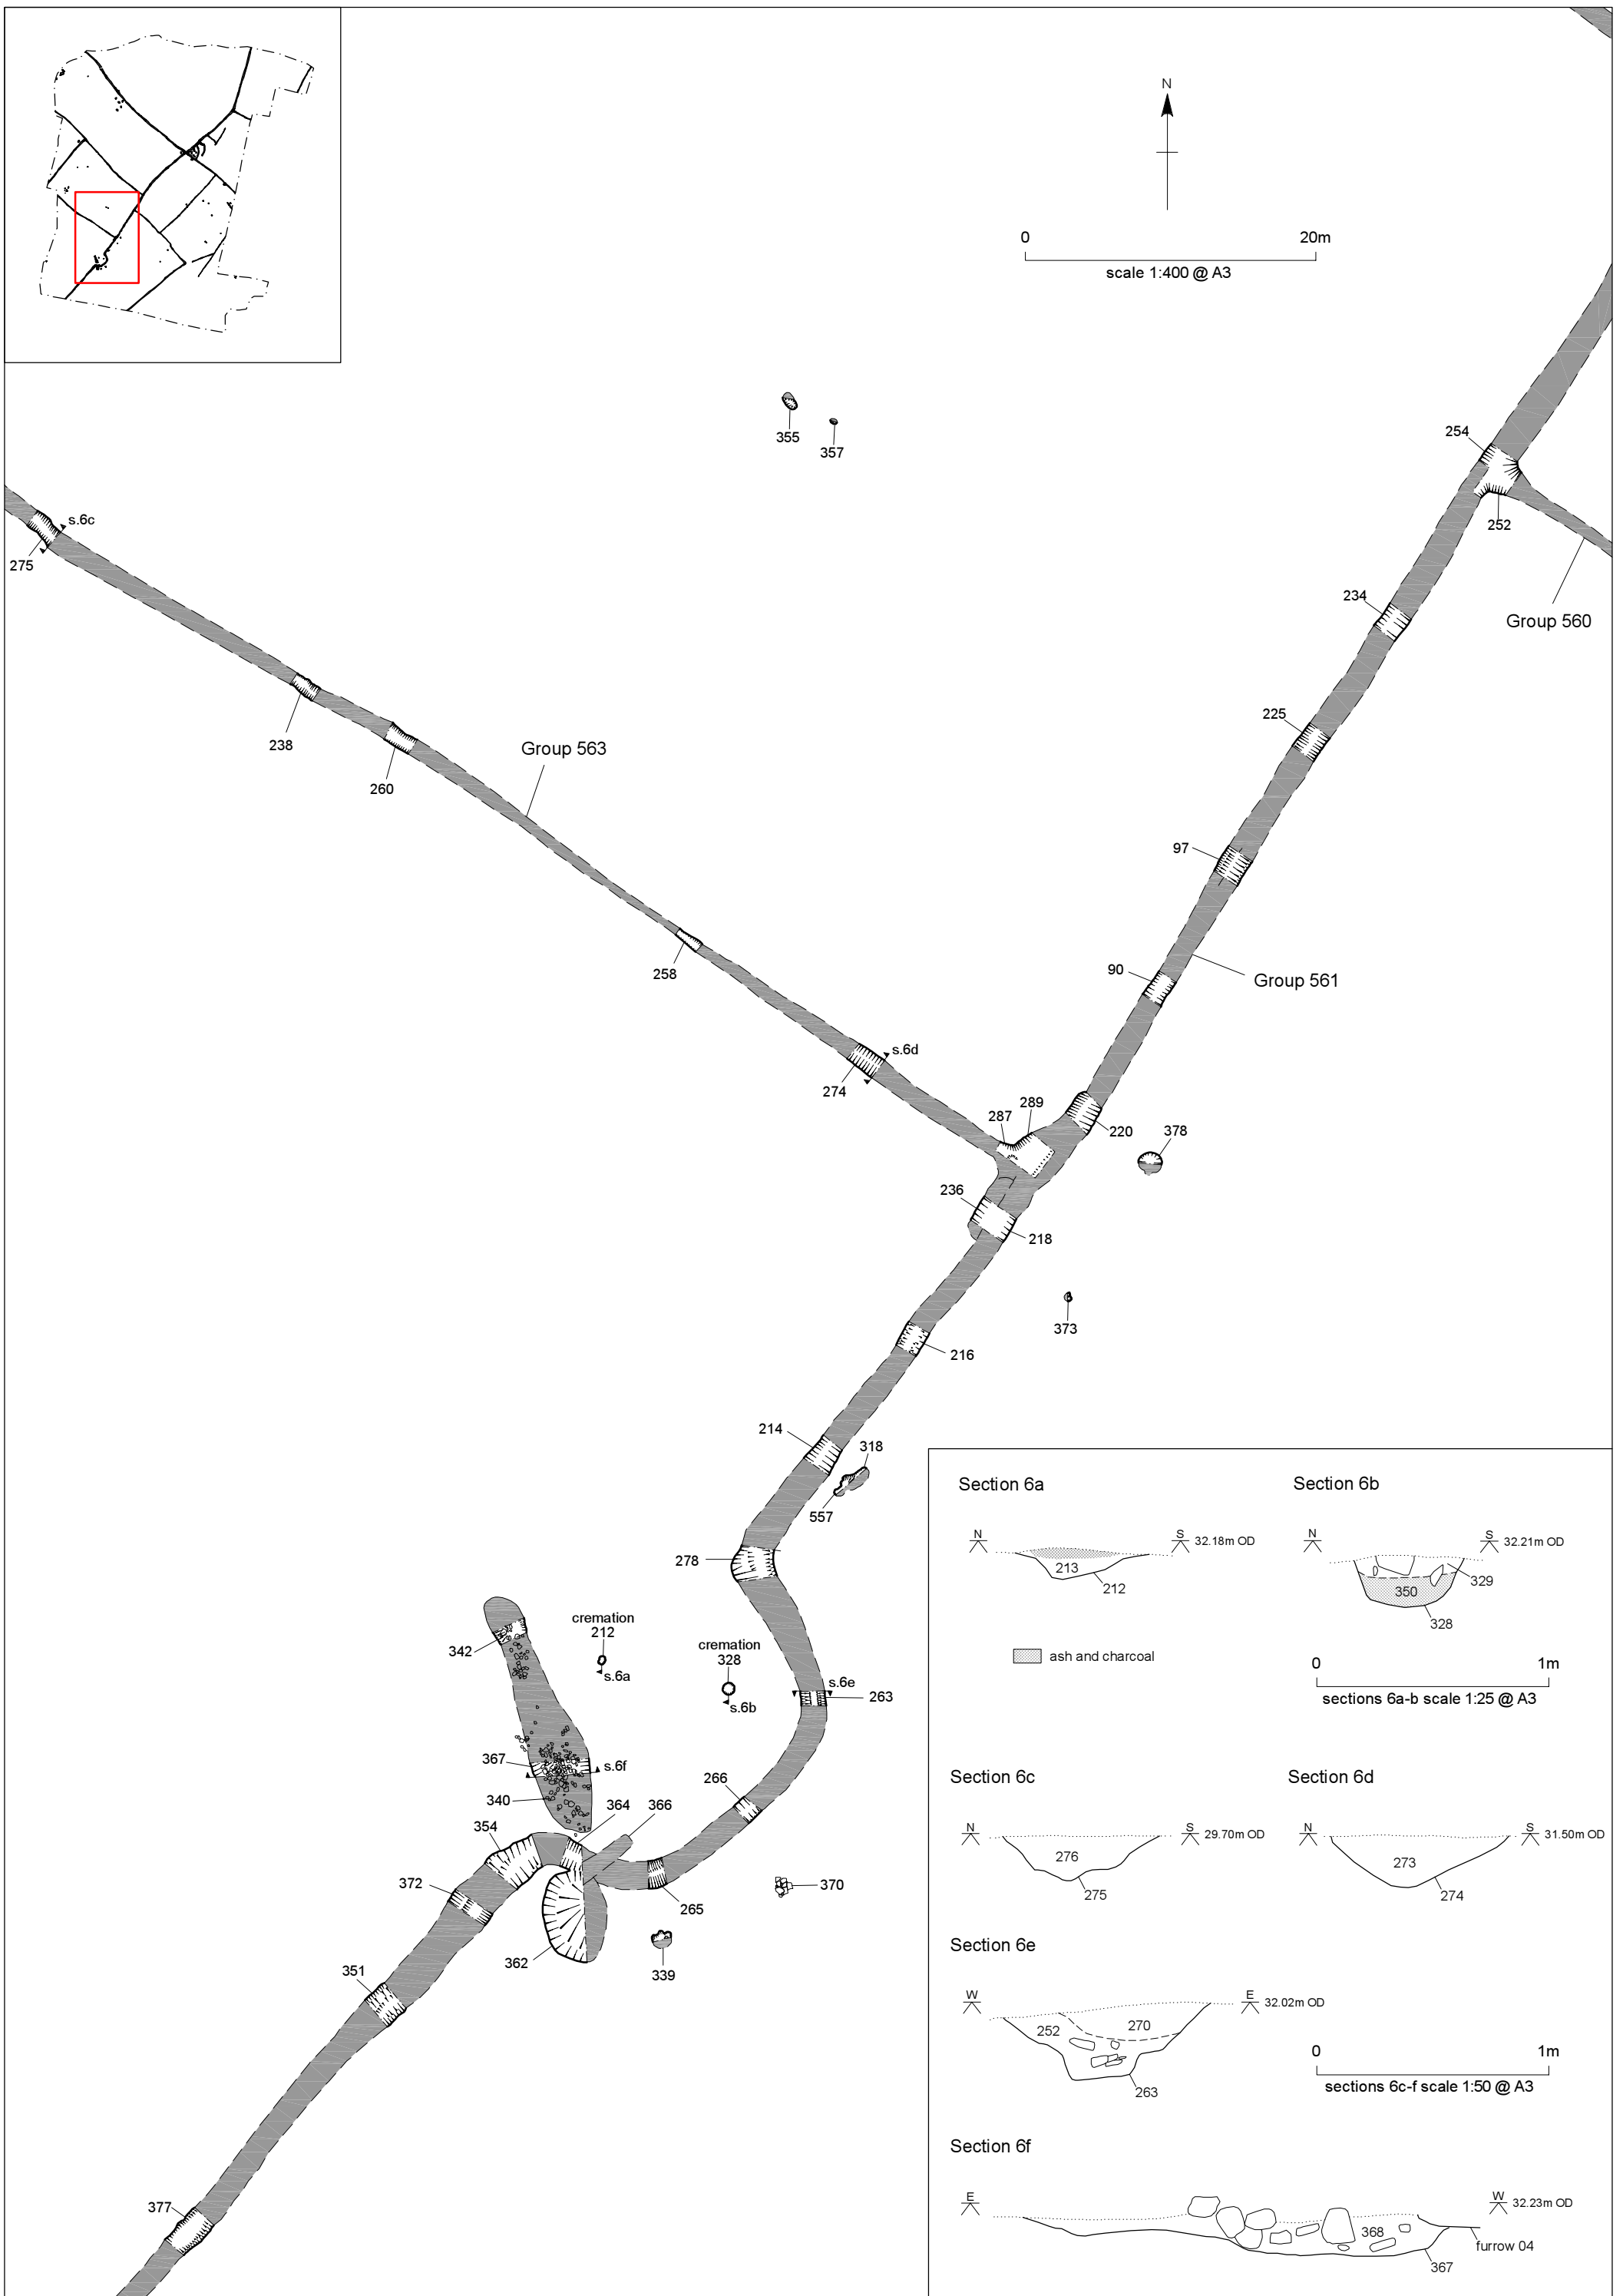 N
0 20m
scale 1:400 @ A3
355
357
254
252
s.6c
275
234
Group 560
238
225
Group 563
260
97
258
90
Group 561
s.6d
274
289
287
220
378
236
218
373
216
214
318
557
278
342
cremation
212
s.6a
cremation
328
s.6b
s.6e
263
367
s.6f
340
266
364
366
354
372
370
265
362
339
351
377
Section 6a
N
S
32.18m OD
213
212
Section 6b
N
S
32.21m OD
350
329
328
ash and charcoal
0 1m
sections 6a-b scale 1:25 @ A3
Section 6c
N
S
29.70m OD
276
275
Section 6d
N
S
31.50m OD
273
274
Section 6e
W
E
32.02m OD
252
270
263
0 1m
sections 6c-f scale 1:50 @ A3
Section 6f
E
W
32.23m OD
368
furrow 04
367